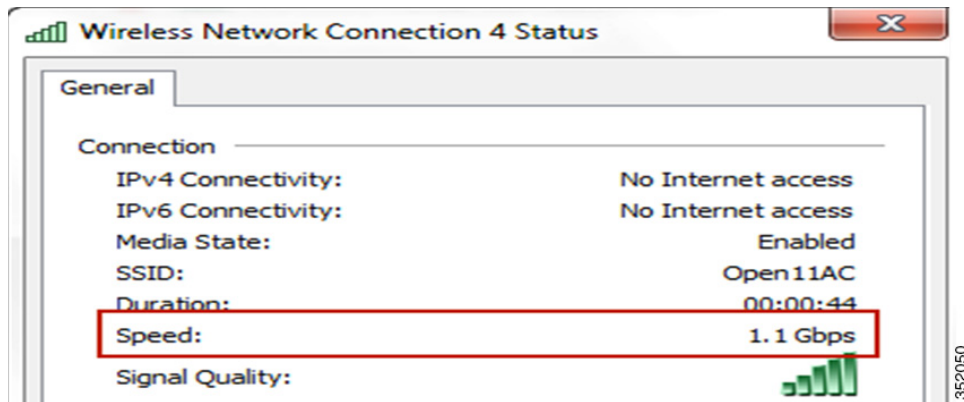 Wireless Network Connection 4 Status
General
Connection
IPv4 Connectivity: No Internet access
IPv6 Connectivity: No Internet access
Media State: Enabled
SSID: Open11AC
Duration: 00:00:44
Speed: 1.1 Gbps
Signal Quality:
352050